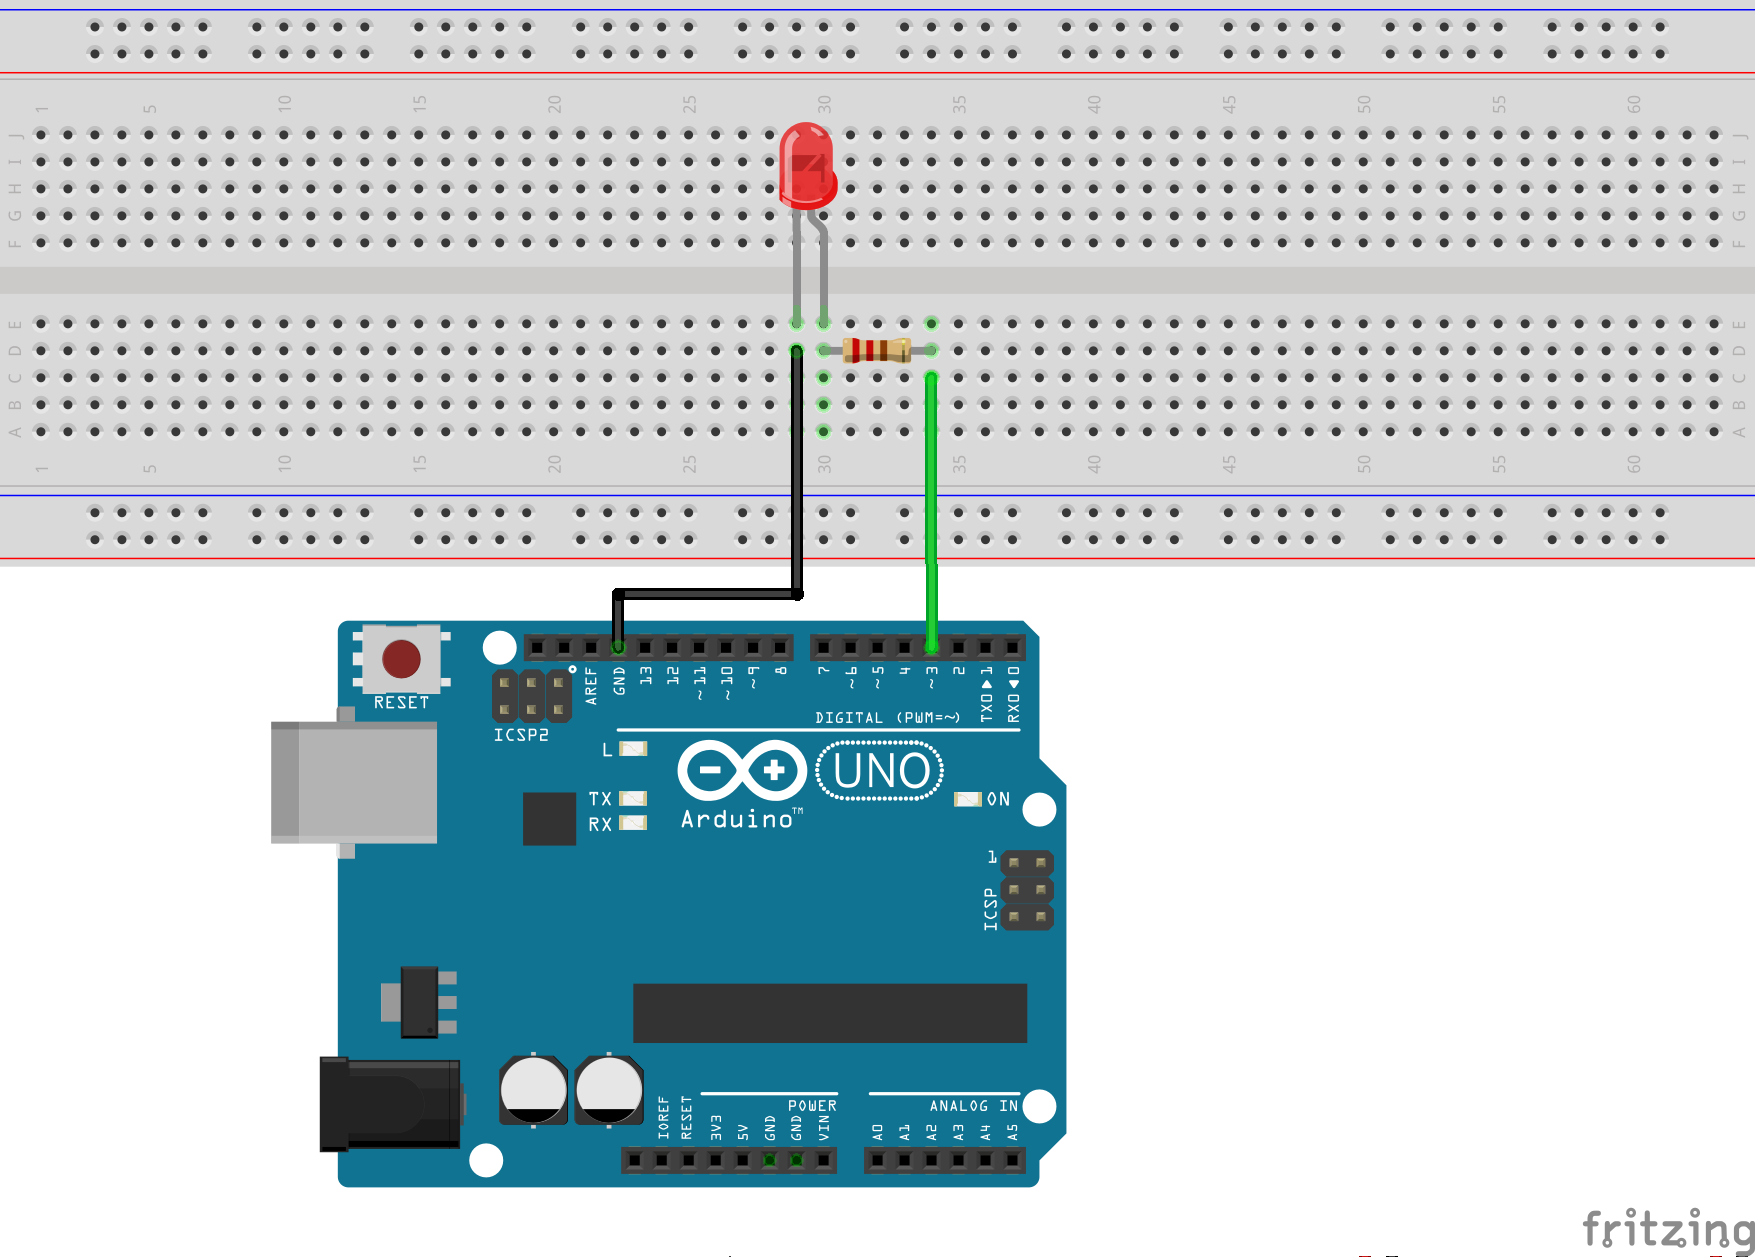 1 5 10 15 20 25 30 35 40 45 50 55 60
J J
I I
H H
G G
F F
E E
D D
C C
B B
A A
1 5 10 15 20 25 30 35 40 45 50 55 60
RESET
ICSP2
AREF
GND
13
12
~11
~10
~9
8
7
~6
~5
4
~3
2
TX0▶1
RX0◀0
DIGITAL (PWM=~)
L
TX
RX
UNO
Arduino™
ON
1
ICSP
IOREF
RESET
3V3
5V
GND
GND
VIN
POWER
A0
A1
A2
A3
A4
A5
ANALOG IN
fritzing